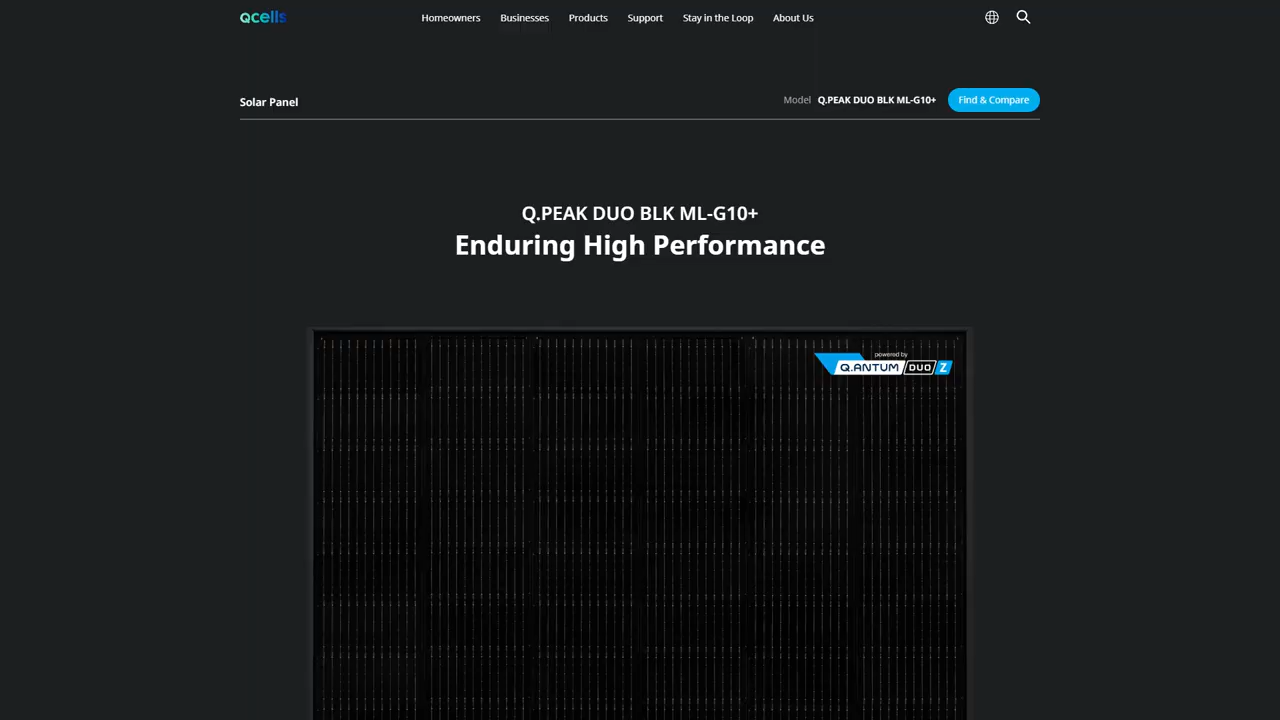 Qcells
Homeowners Businesses Products Support Stay in the Loop About Us
Solar Panel
Model Q.PEAK DUO BLK ML-G10+ Find & Compare
Q.PEAK DUO BLK ML-G10+
Enduring High Performance
powered by
Q.ANTUM DUO Z